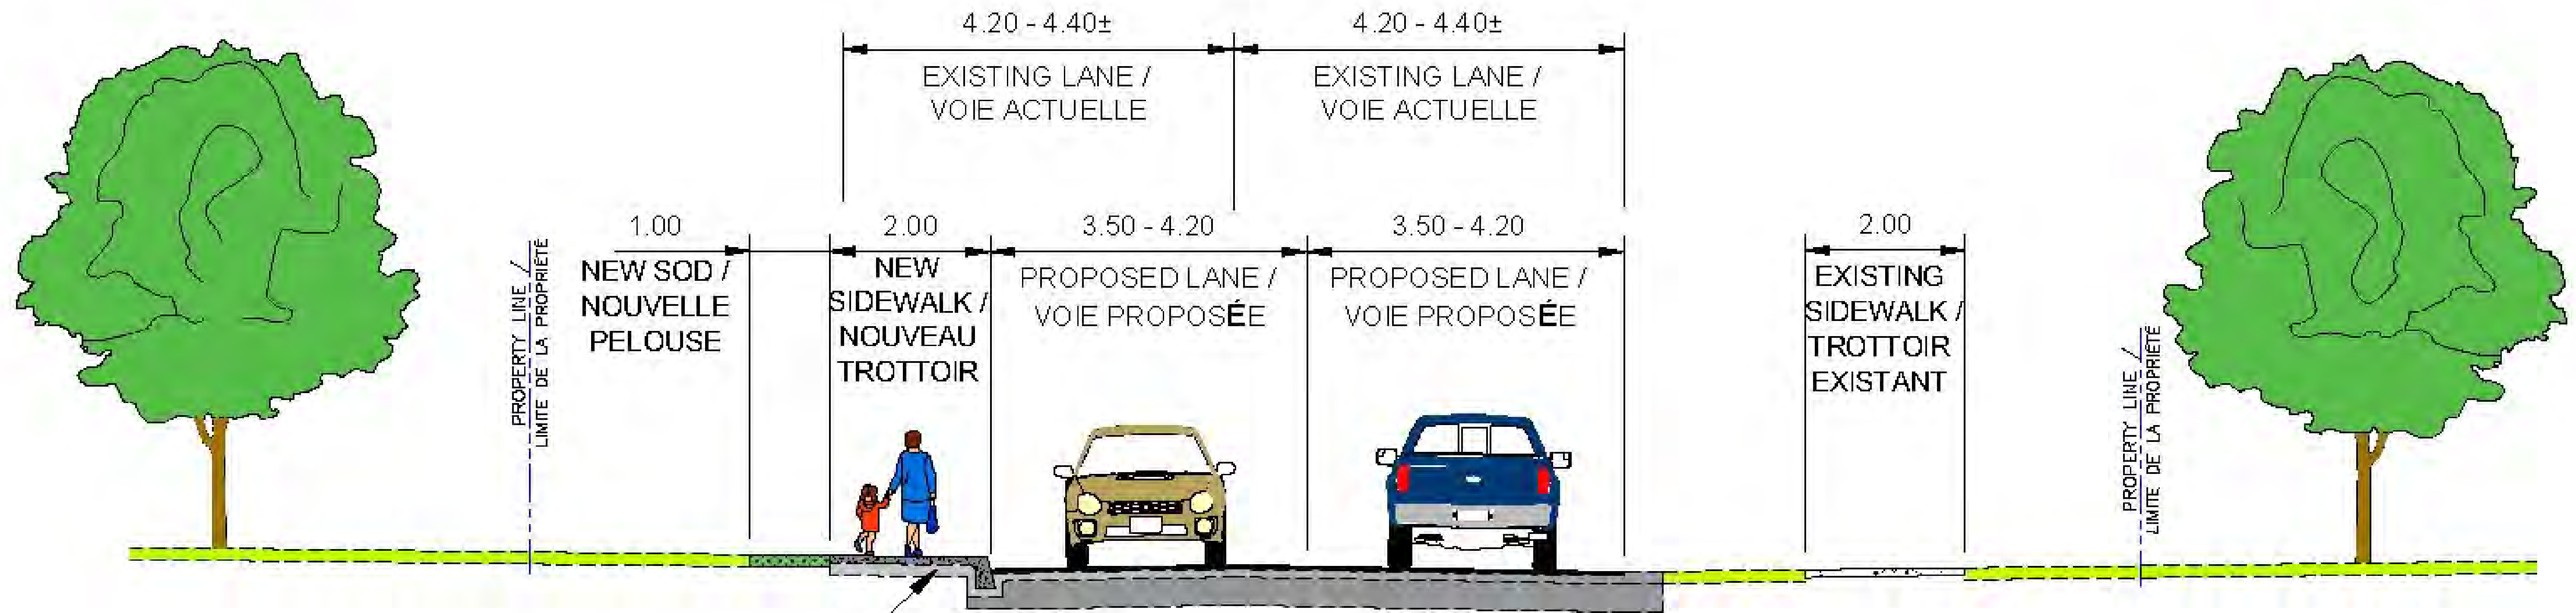 4.20 - 4.40±
EXISTING LANE /
VOIE ACTUELLE
4.20 - 4.40±
EXISTING LANE /
VOIE ACTUELLE
PROPERTY LINE /
LIMITE DE LA PROPRIÉTÉ
1.00
NEW SOD /
NOUVELLE
PELOUSE
2.00
NEW
SIDEWALK /
NOUVEAU
TROTTOIR
3.50 - 4.20
PROPOSED LANE /
VOIE PROPOSÉE
3.50 - 4.20
PROPOSED LANE /
VOIE PROPOSÉE
2.00
EXISTING
SIDEWALK /
TROTTOIR
EXISTANT
PROPERTY LINE /
LIMITE DE LA PROPRIÉTÉ